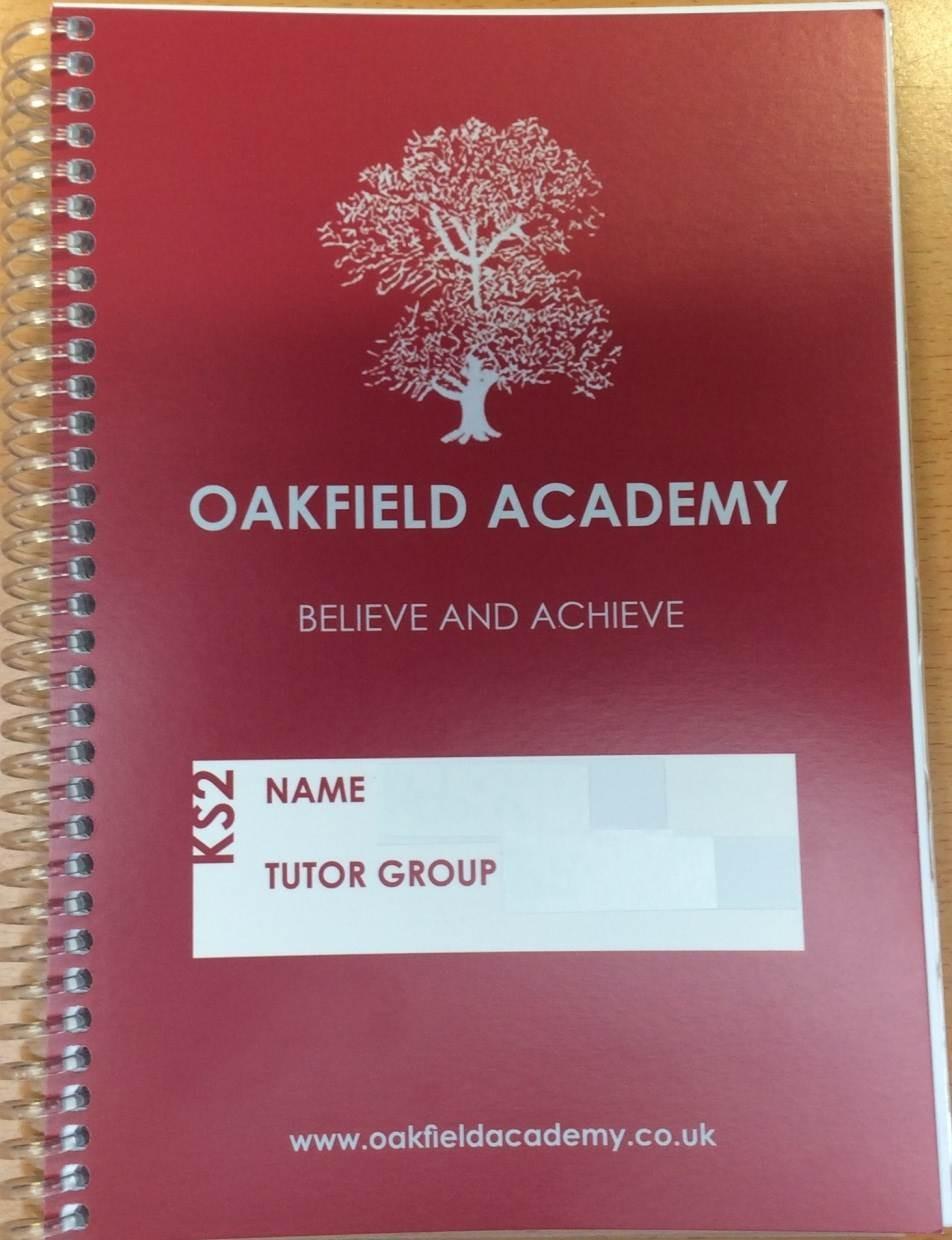 OAKFIELD ACADEMY
BELIEVE AND ACHIEVE
KS2
NAME
TUTOR GROUP
www.oakfieldacademy.co.uk